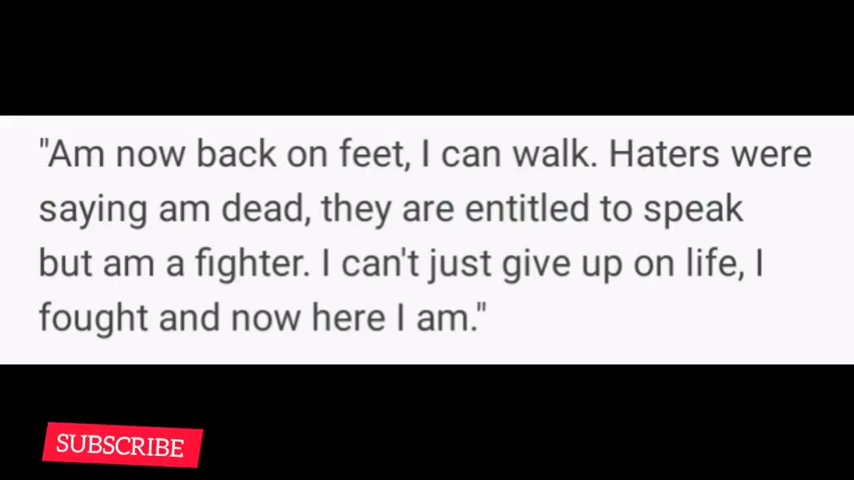 "Am now back on feet, I can walk. Haters were
saying am dead, they are entitled to speak
but am a fighter. I can't just give up on life, I
fought and now here I am."
SUBSCRIBE